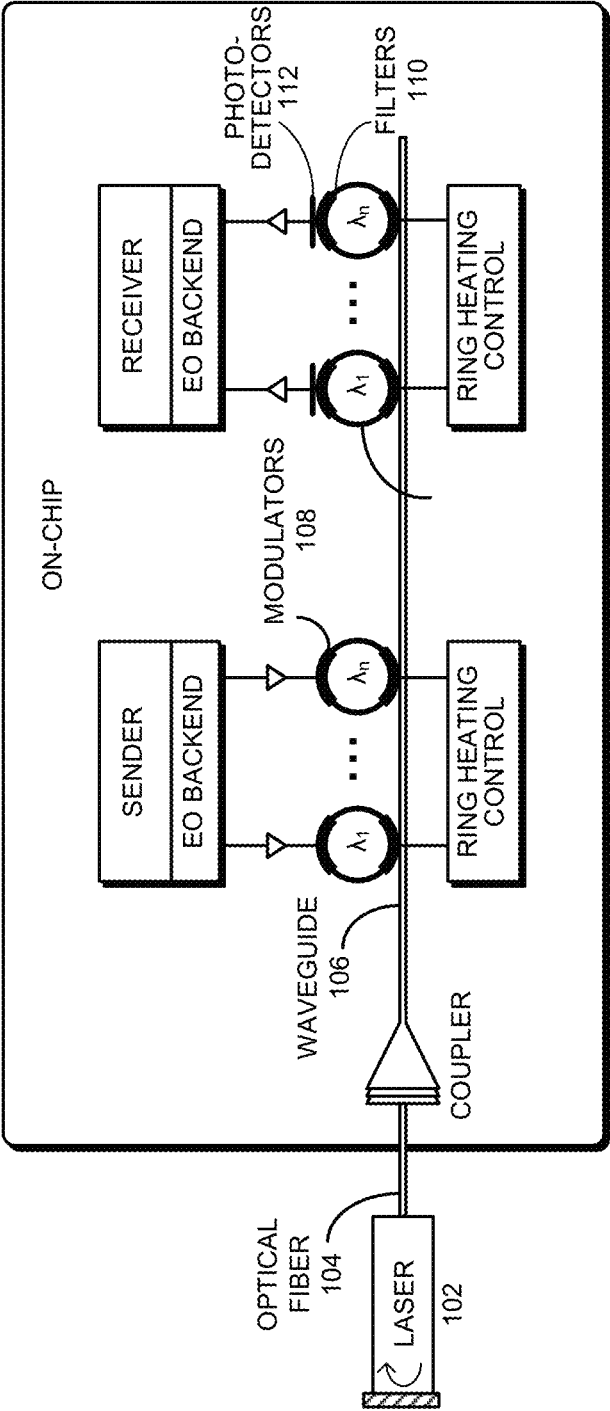 ON-CHIP
SENDER
EO BACKEND
RECEIVER
EO BACKEND
PHOTO-
DETECTORS
112
MODULATORS
108
FILTERS
110
λ1
λn
λ1
λn
WAVEGUIDE
106
OPTICAL
FIBER
104
LASER
102
COUPLER
RING HEATING
CONTROL
RING HEATING
CONTROL